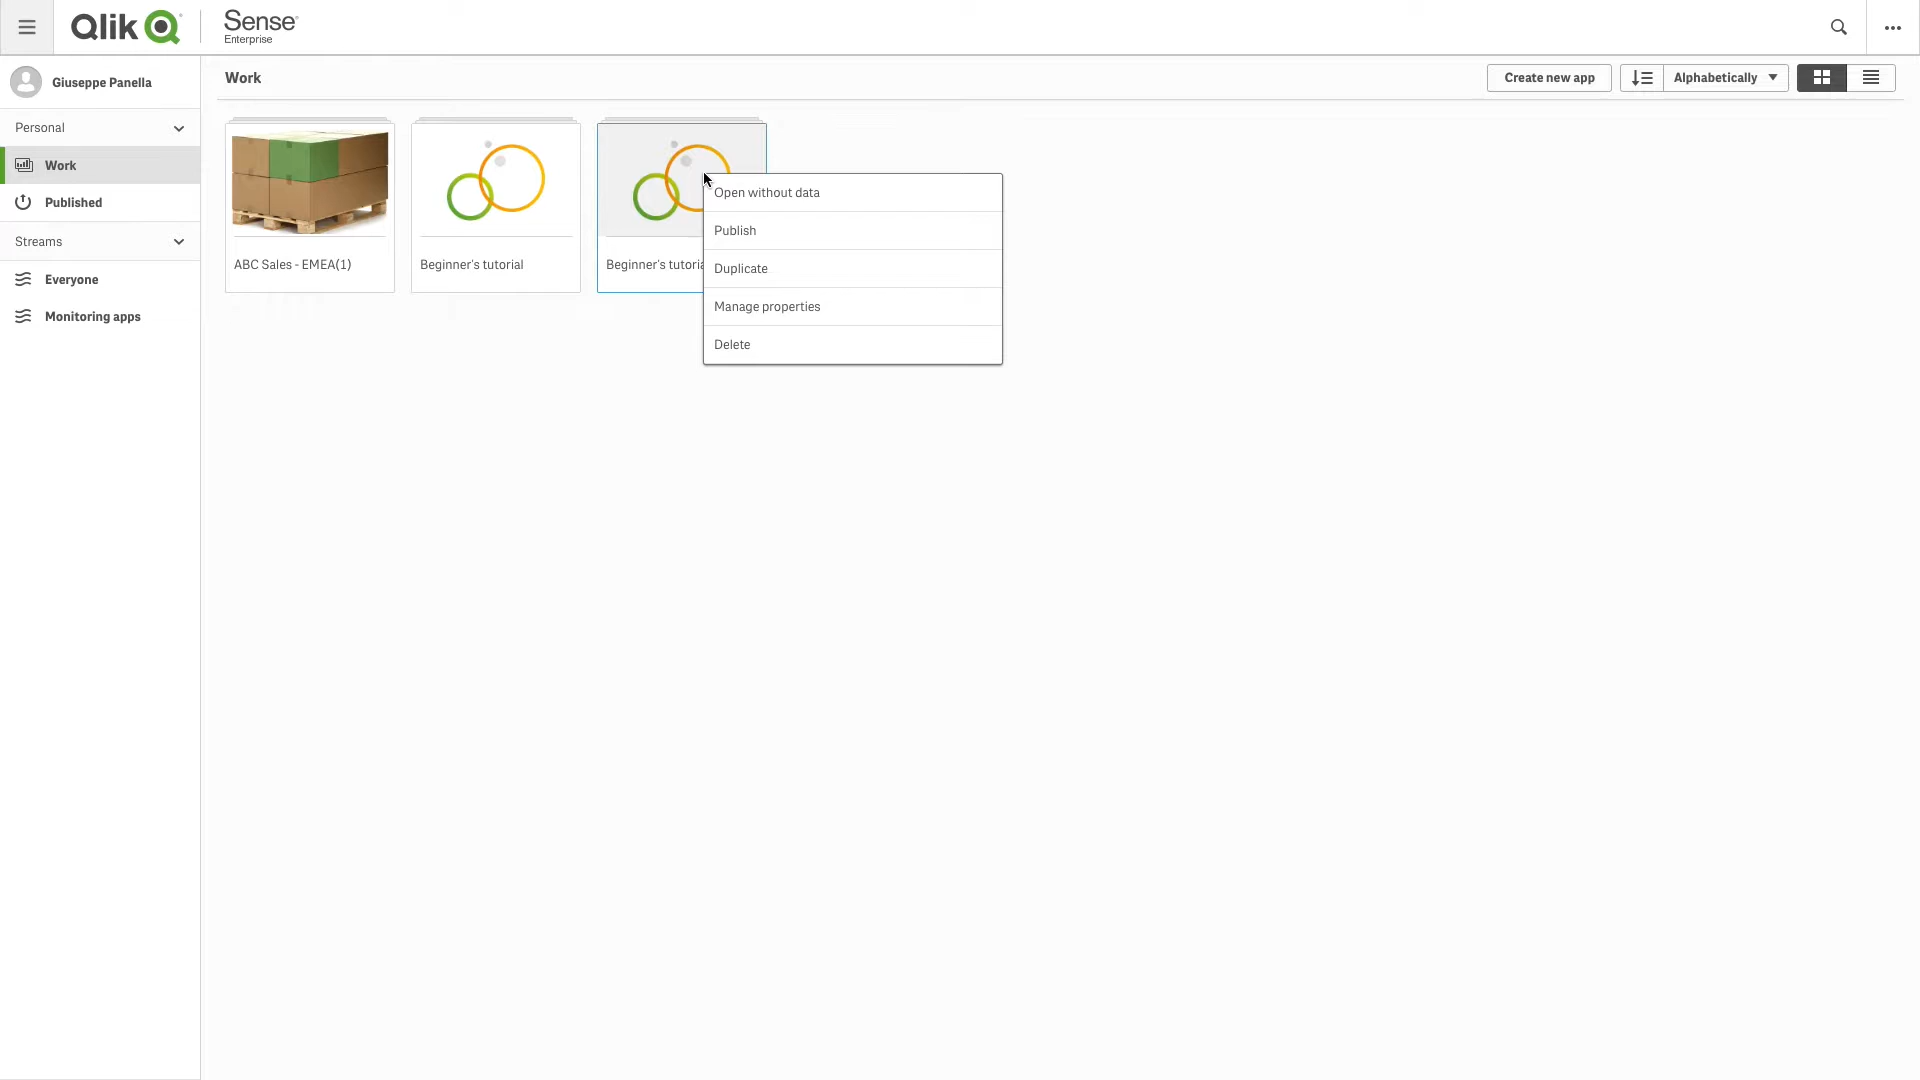 Qlik
Sense
Enterprise
Giuseppe Panella
Work
Create new app
Alphabetically
Personal
Work
Published
Streams
Everyone
Monitoring apps
ABC Sales - EMEA(1)
Beginner's tutorial
Beginner's
Open without data
Publish
Duplicate
Manage properties
Delete